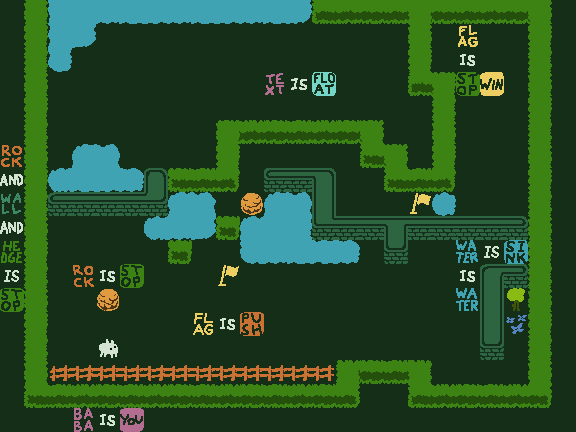 FLAG
IS
STOP WIN
TEXT IS FLOAT
ROCK
AND
WALL
AND
HEDGE
IS
STOP
WATER IS SINK
IS
WATER
ROCK IS STOP
FLAG IS PUSH
BABA IS YOU